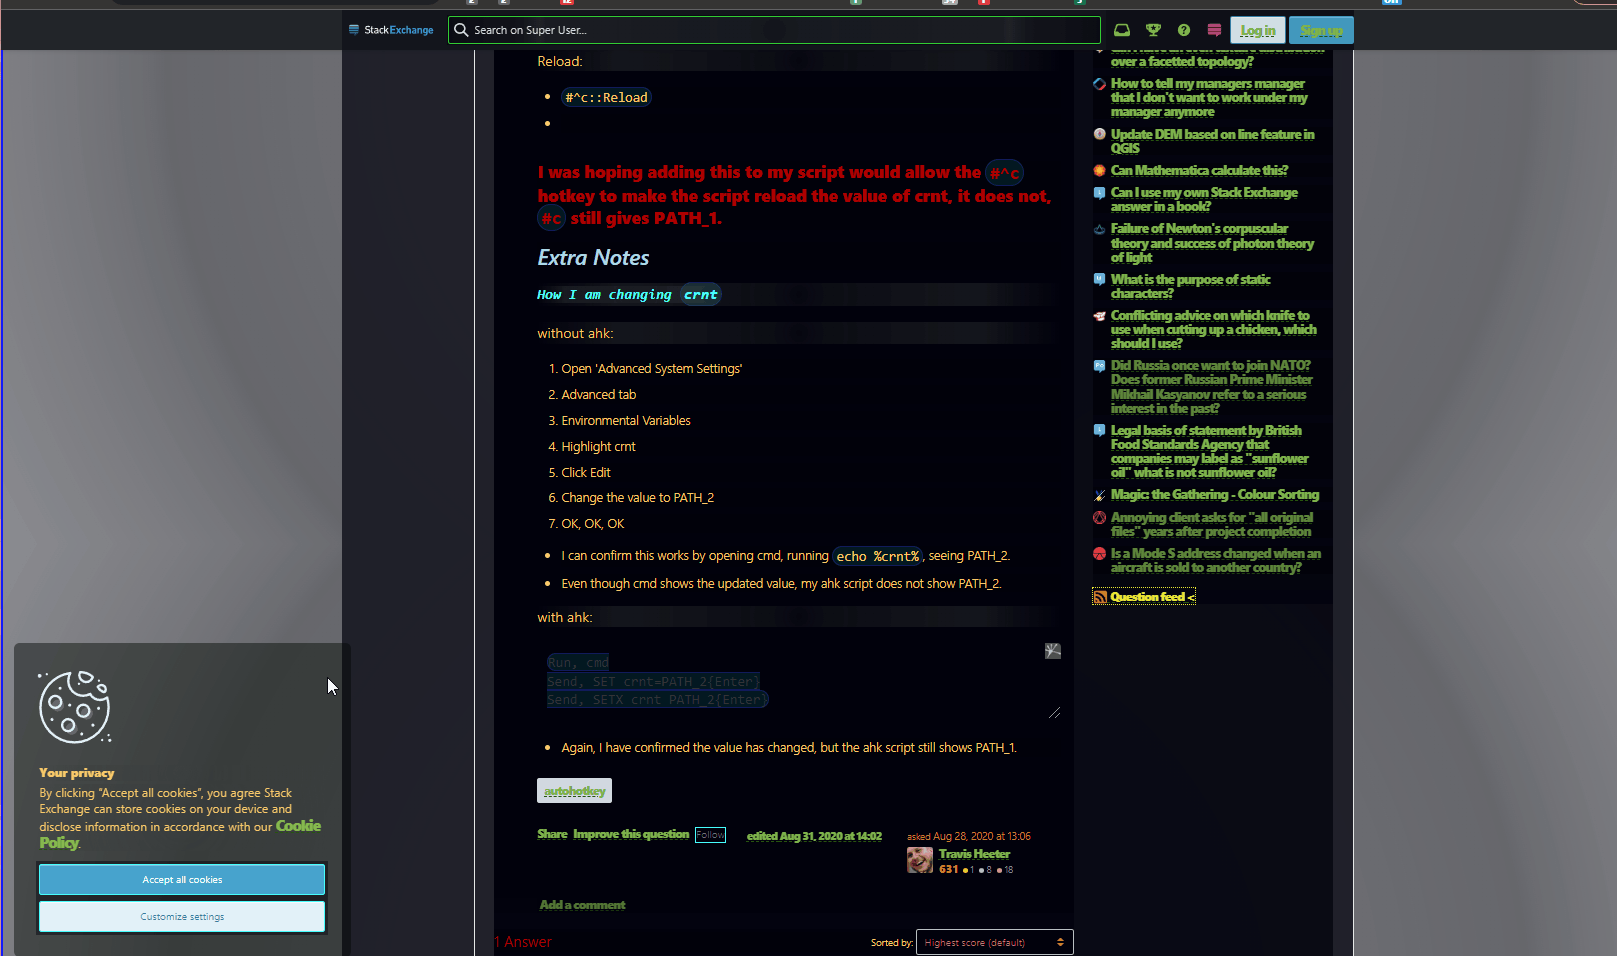 StackExchange
Search on Super User...
Log in
Sign up
Reload:
#^c::Reload
I was hoping adding this to my script would allow the #^c
hotkey to make the script reload the value of crnt, it does not,
#c still gives PATH_1.
Extra Notes
How I am changing crnt
without ahk:
1. Open 'Advanced System Settings'
2. Advanced tab
3. Environmental Variables
4. Highlight crnt
5. Click Edit
6. Change the value to PATH_2
7. OK, OK, OK
I can confirm this works by opening cmd, running echo %crnt%, seeing PATH_2.
Even though cmd shows the updated value, my ahk script does not show PATH_2.
with ahk:
Run, cmd
Send, SET crnt=PATH_2{Enter}
Send, SETX crnt PATH_2{Enter}
Again, I have confirmed the value has changed, but the ahk script still shows PATH_1.
autohotkey
Share Improve this question Follow
edited Aug 31, 2020 at 14:02
asked Aug 28, 2020 at 13:06
Travis Heeter
631 1 8 18
Add a comment
1 Answer
Sorted by: Highest score (default)
over a facetted topology?
How to tell my managers manager
that I don't want to work under my
manager anymore
Update DEM based on line feature in
QGIS
Can Mathematica calculate this?
Can I use my own Stack Exchange
answer in a book?
Failure of Newton's corpuscular
theory and success of photon theory
of light
What is the purpose of static
characters?
Conflicting advice on which knife to
use when cutting up a chicken, which
should I use?
Did Russia once want to join NATO?
Does former Russian Prime Minister
Mikhail Kasyanov refer to a serious
interest in the past?
Legal basis of statement by British
Food Standards Agency that
companies may label as "sunflower
oil" what is not sunflower oil?
Magic: the Gathering - Colour Sorting
Annoying client asks for "all original
files" years after project completion
Is a Mode S address changed when an
aircraft is sold to another country?
Question feed <
Your privacy
By clicking "Accept all cookies", you agree Stack
Exchange can store cookies on your device and
disclose information in accordance with our Cookie
Policy.
Accept all cookies
Customize settings